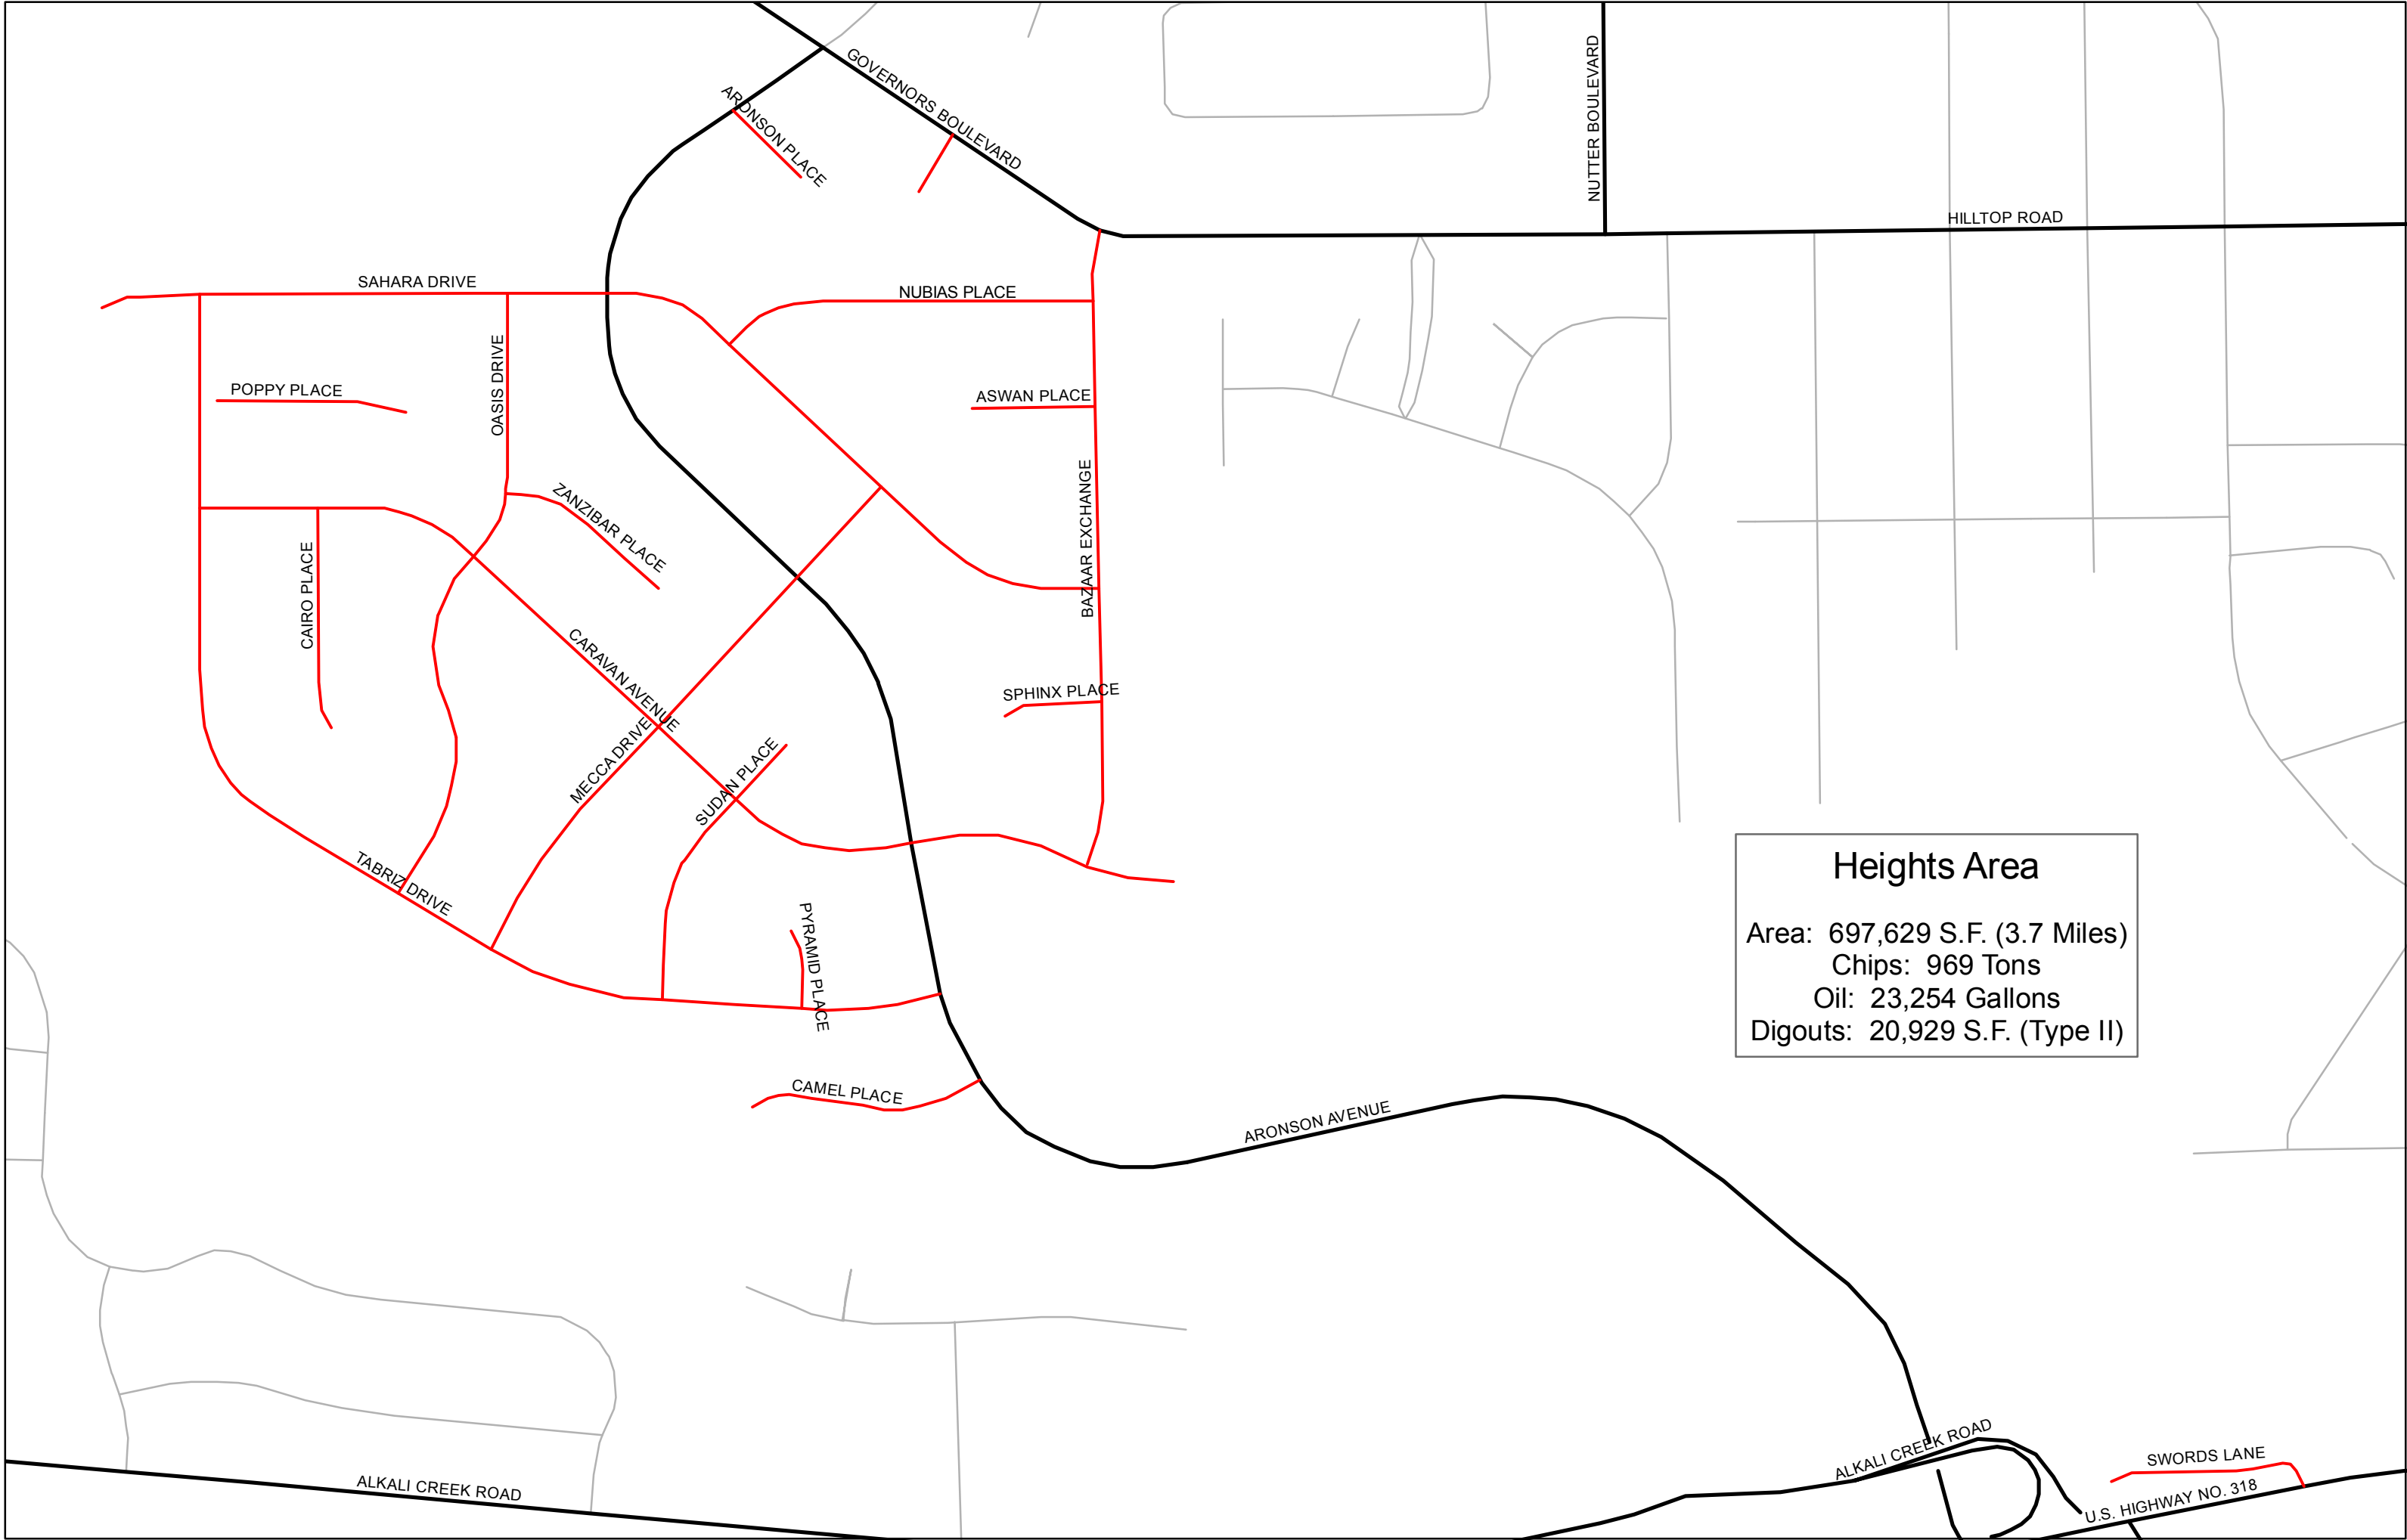 GOVERNORS BOULEVARD
NUTTER BOULEVARD
ARONSON PLACE
HILLTOP ROAD
SAHARA DRIVE
NUBIAS PLACE
OASIS DRIVE
POPPY PLACE
ASWAN PLACE
ZANZIBAR PLACE
BAZAAR EXCHANGE
CAIRO PLACE
CARAVAN AVENUE
SPHINX PLACE
MECCA DRIVE
SUDAN PLACE
TABRIZ DRIVE
PYRAMID PLACE
Heights Area
Area: 697,629 S.F. (3.7 Miles)
Chips: 969 Tons
Oil: 23,254 Gallons
Digouts: 20,929 S.F. (Type II)
CAMEL PLACE
ARONSON AVENUE
ALKALI CREEK ROAD
ALKALI CREEK ROAD
SWORDS LANE
U.S. HIGHWAY NO. 318